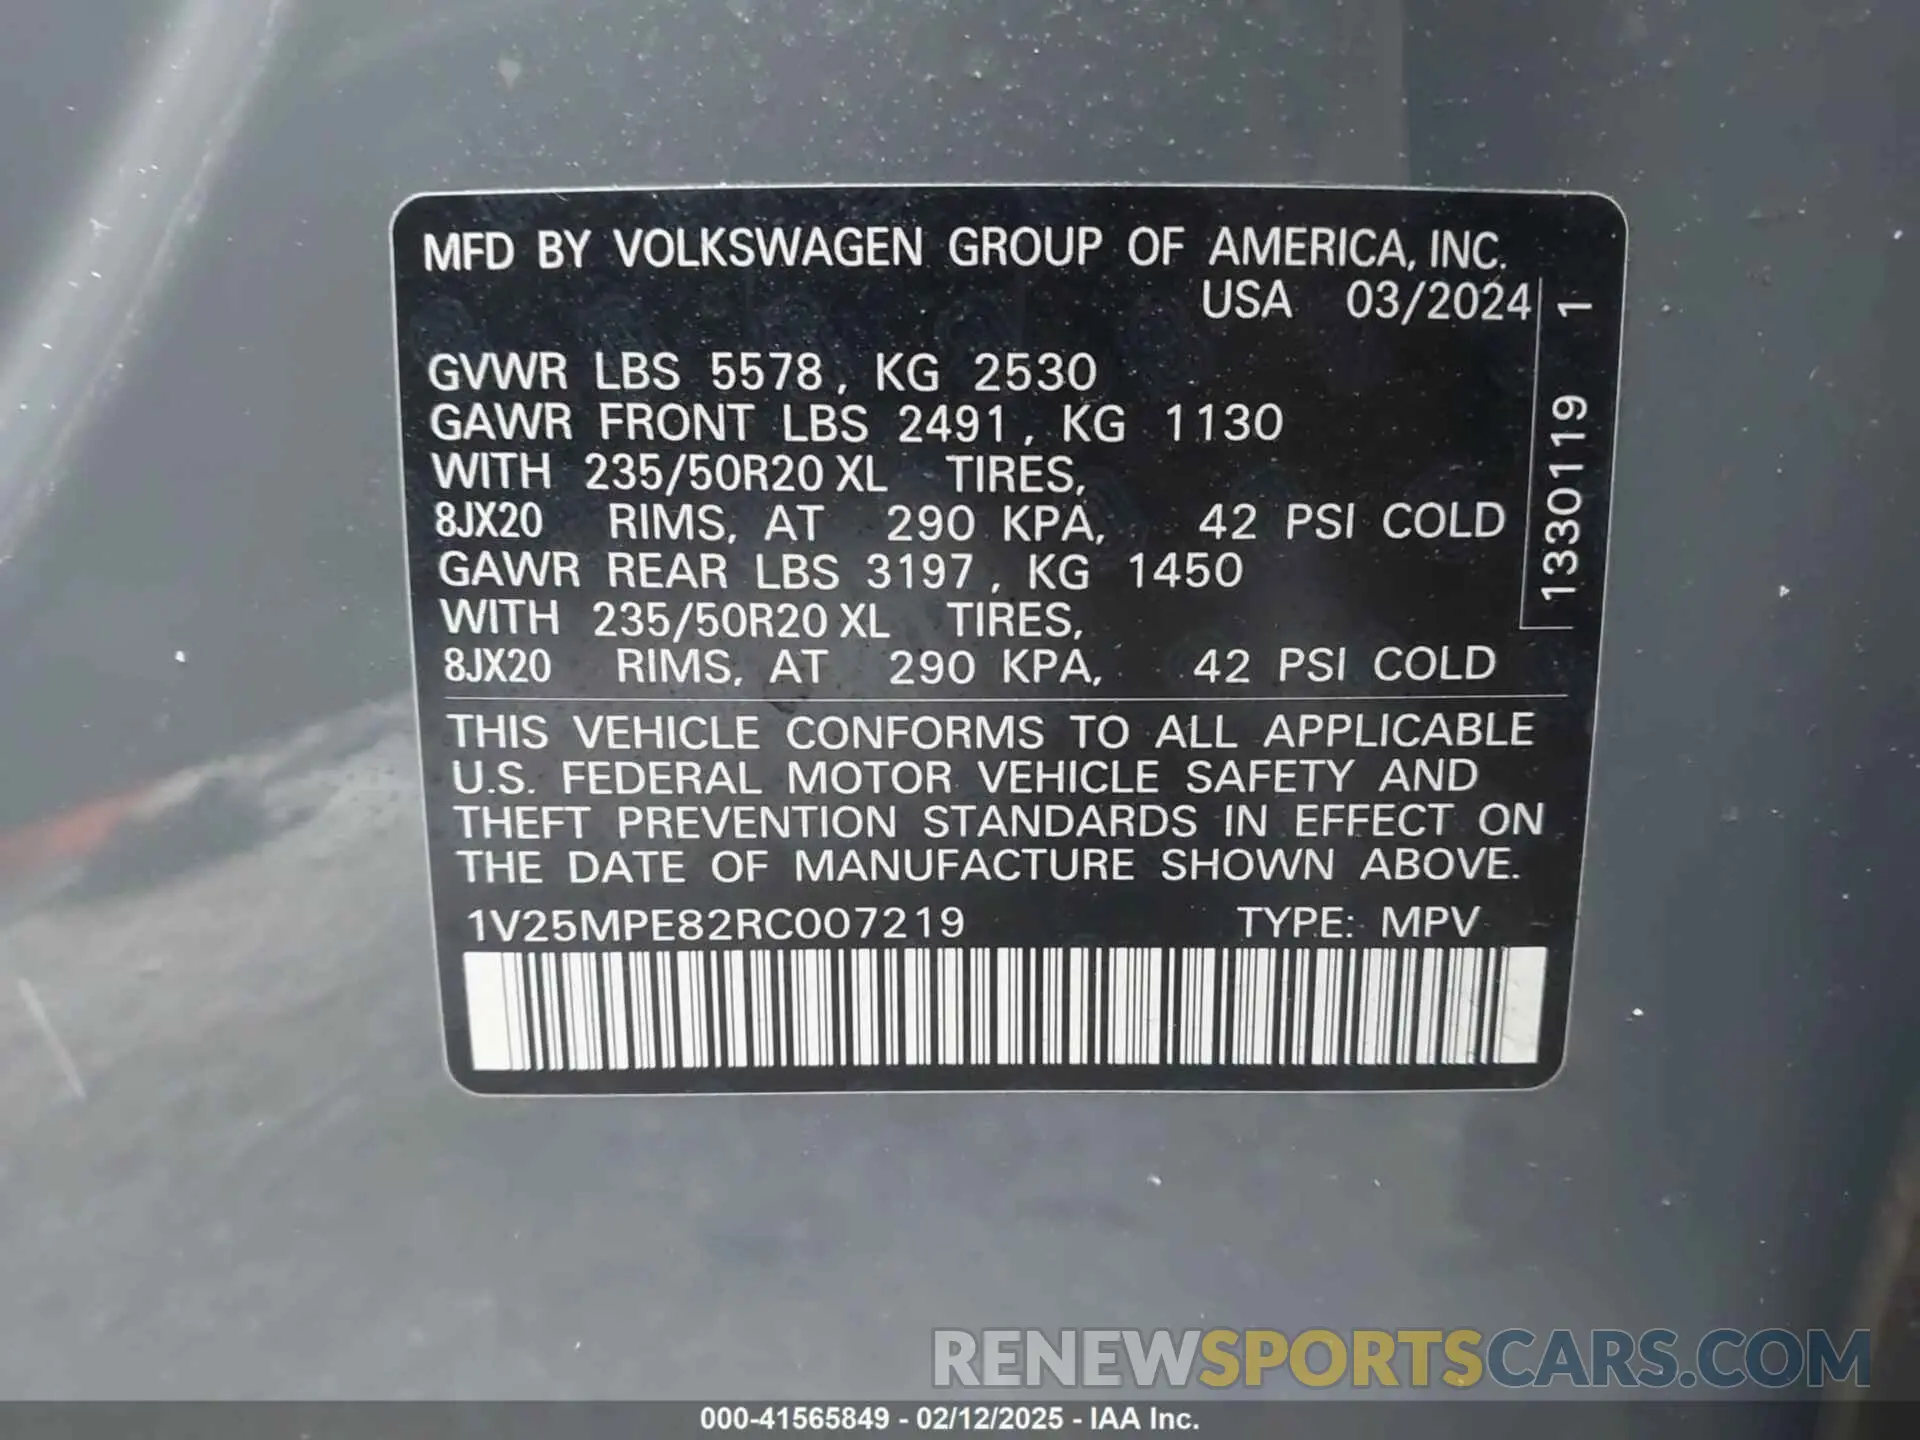 MFD BY VOLKSWAGEN GROUP OF AMERICA, INC.
USA 03/2024
GVWR LBS 5578, KG 2530
GAWR FRONT LBS 2491, KG 1130
WITH 235/50R20 XL TIRES,
8JX20 RIMS, AT 290 KPA, 42 PSI COLD
GAWR REAR LBS 3197, KG 1450
WITH 235/50R20 XL TIRES,
8JX20 RIMS, AT 290 KPA, 42 PSI COLD
1330119 1
THIS VEHICLE CONFORMS TO ALL APPLICABLE
U.S. FEDERAL MOTOR VEHICLE SAFETY AND
THEFT PREVENTION STANDARDS IN EFFECT ON
THE DATE OF MANUFACTURE SHOWN ABOVE.
1V25MPE82RC007219 TYPE: MPV
RENEWSPORTSCARS.COM
000-41565849 - 02/12/2025 - IAA Inc.